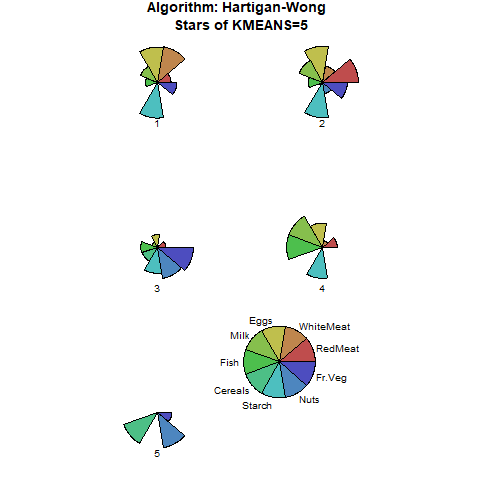 Algorithm: Hartigan-Wong
Stars of KMEANS=5
1
2
3
4
Eggs
WhiteMeat
Milk
RedMeat
Fish
Fr.Veg
Cereals
Nuts
Starch
5